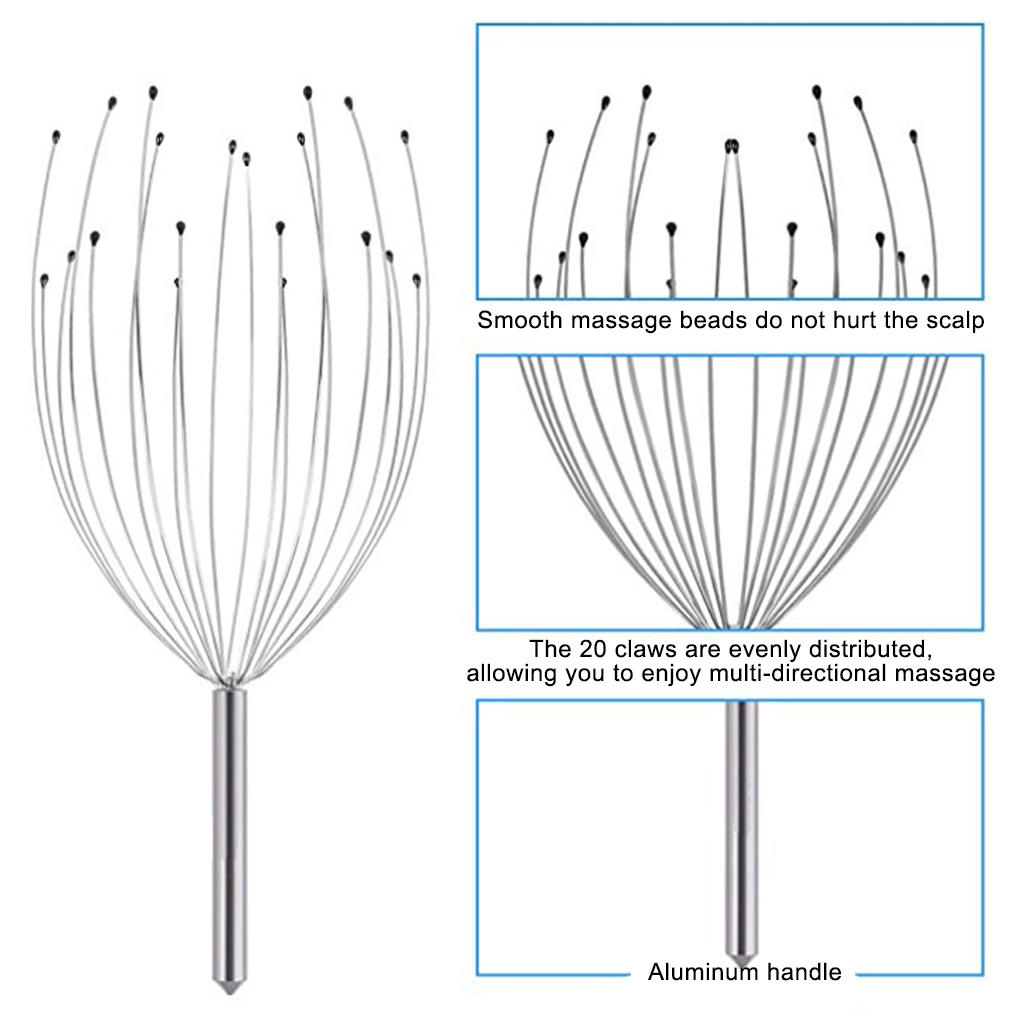 Smooth massage beads do not hurt the scalp
The 20 claws are evenly distributed,
allowing you to enjoy multi-directional massage
Aluminum handle